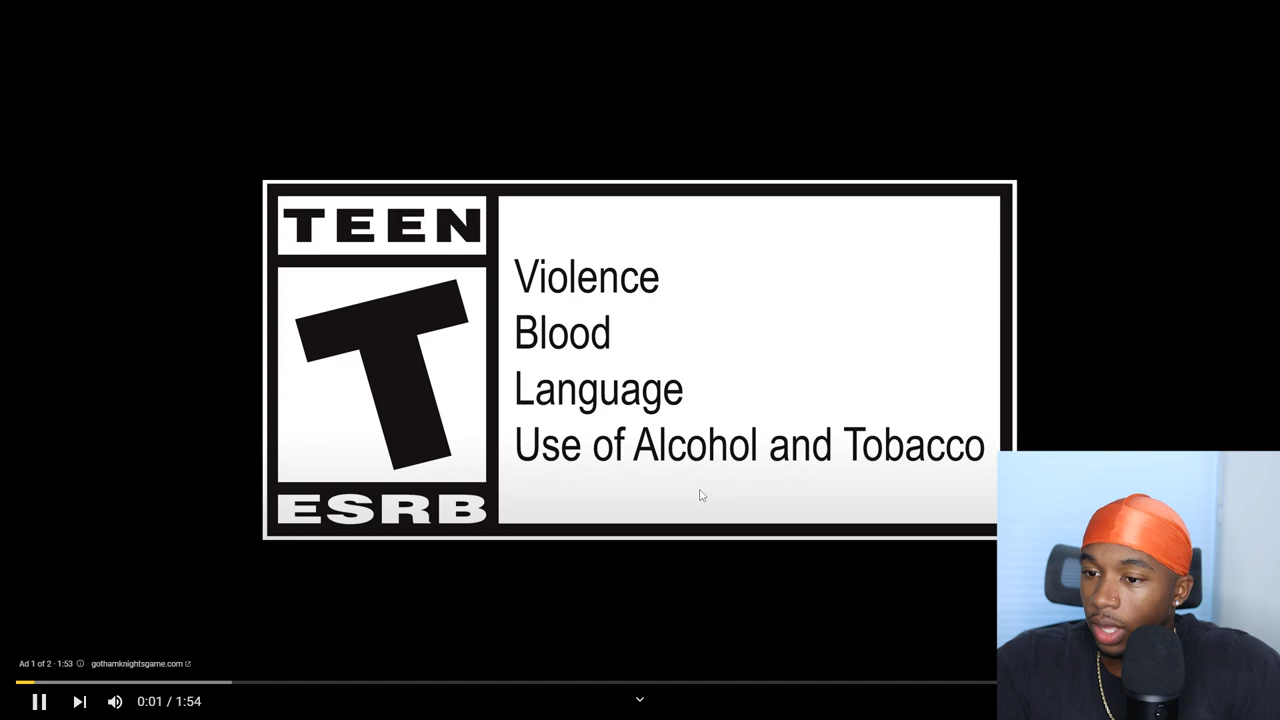 TEEN
T
ESRB
Violence
Blood
Language
Use of Alcohol and Tobacco
Ad 1 of 2 · 1:53 gothamknightsgame.com
0:01 / 1:54